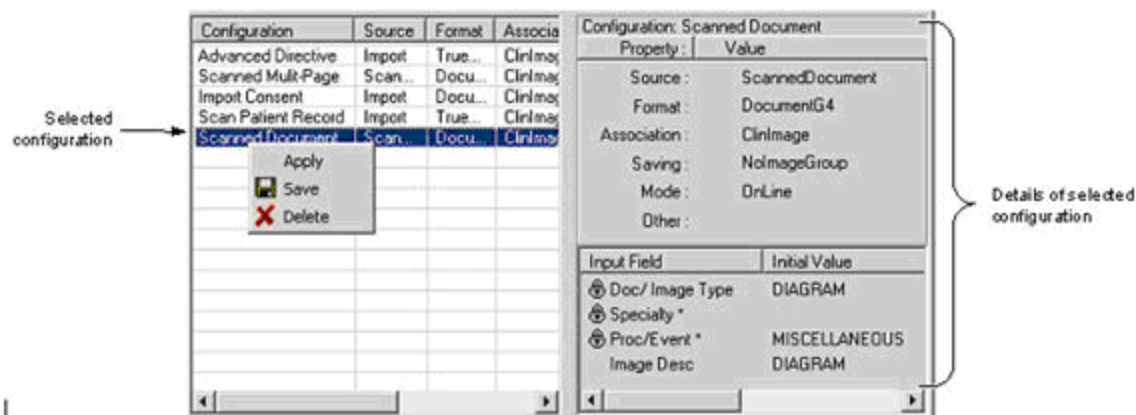 Configuration Source Format Associa
Advanced Directive Import True... ClinImag
Scanned Mulit-Page Scan... Docu... ClinImag
Import Consent Import Docu... ClinImag
Scan Patient Record Import True... ClinImag
Scanned Document Scan... Docu... ClinImag
Apply
Save
Delete
Selected
configuration
Configuration: Scanned Document
Property : Value
Source : ScannedDocument
Format : DocumentG4
Association : ClinImage
Saving : NoImageGroup
Mode : OnLine
Other :
Input Field Initial Value
Doc/ Image Type DIAGRAM
Specialty *
Proc/Event * MISCELLANEOUS
Image Desc DIAGRAM
Details of selected
configuration